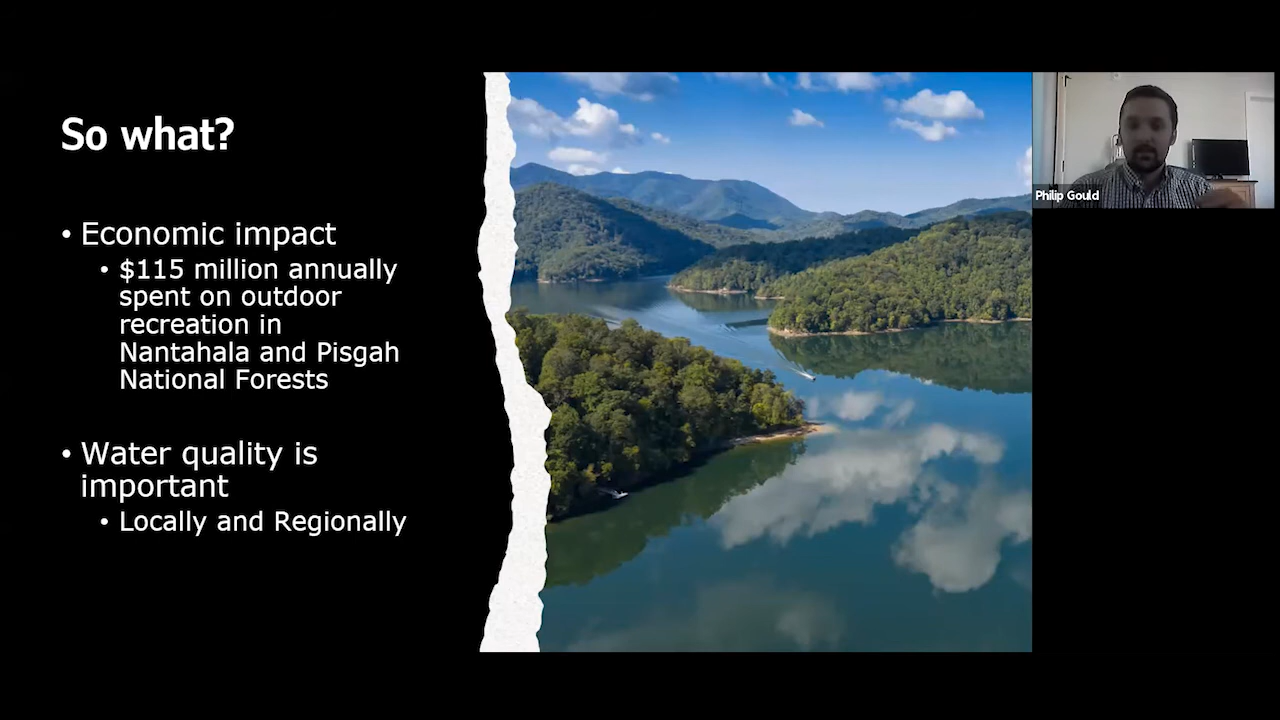 So what?
• Economic impact
• $115 million annually
spent on outdoor
recreation in
Nantahala and Pisgah
National Forests
• Water quality is
important
• Locally and Regionally
Philip Gould